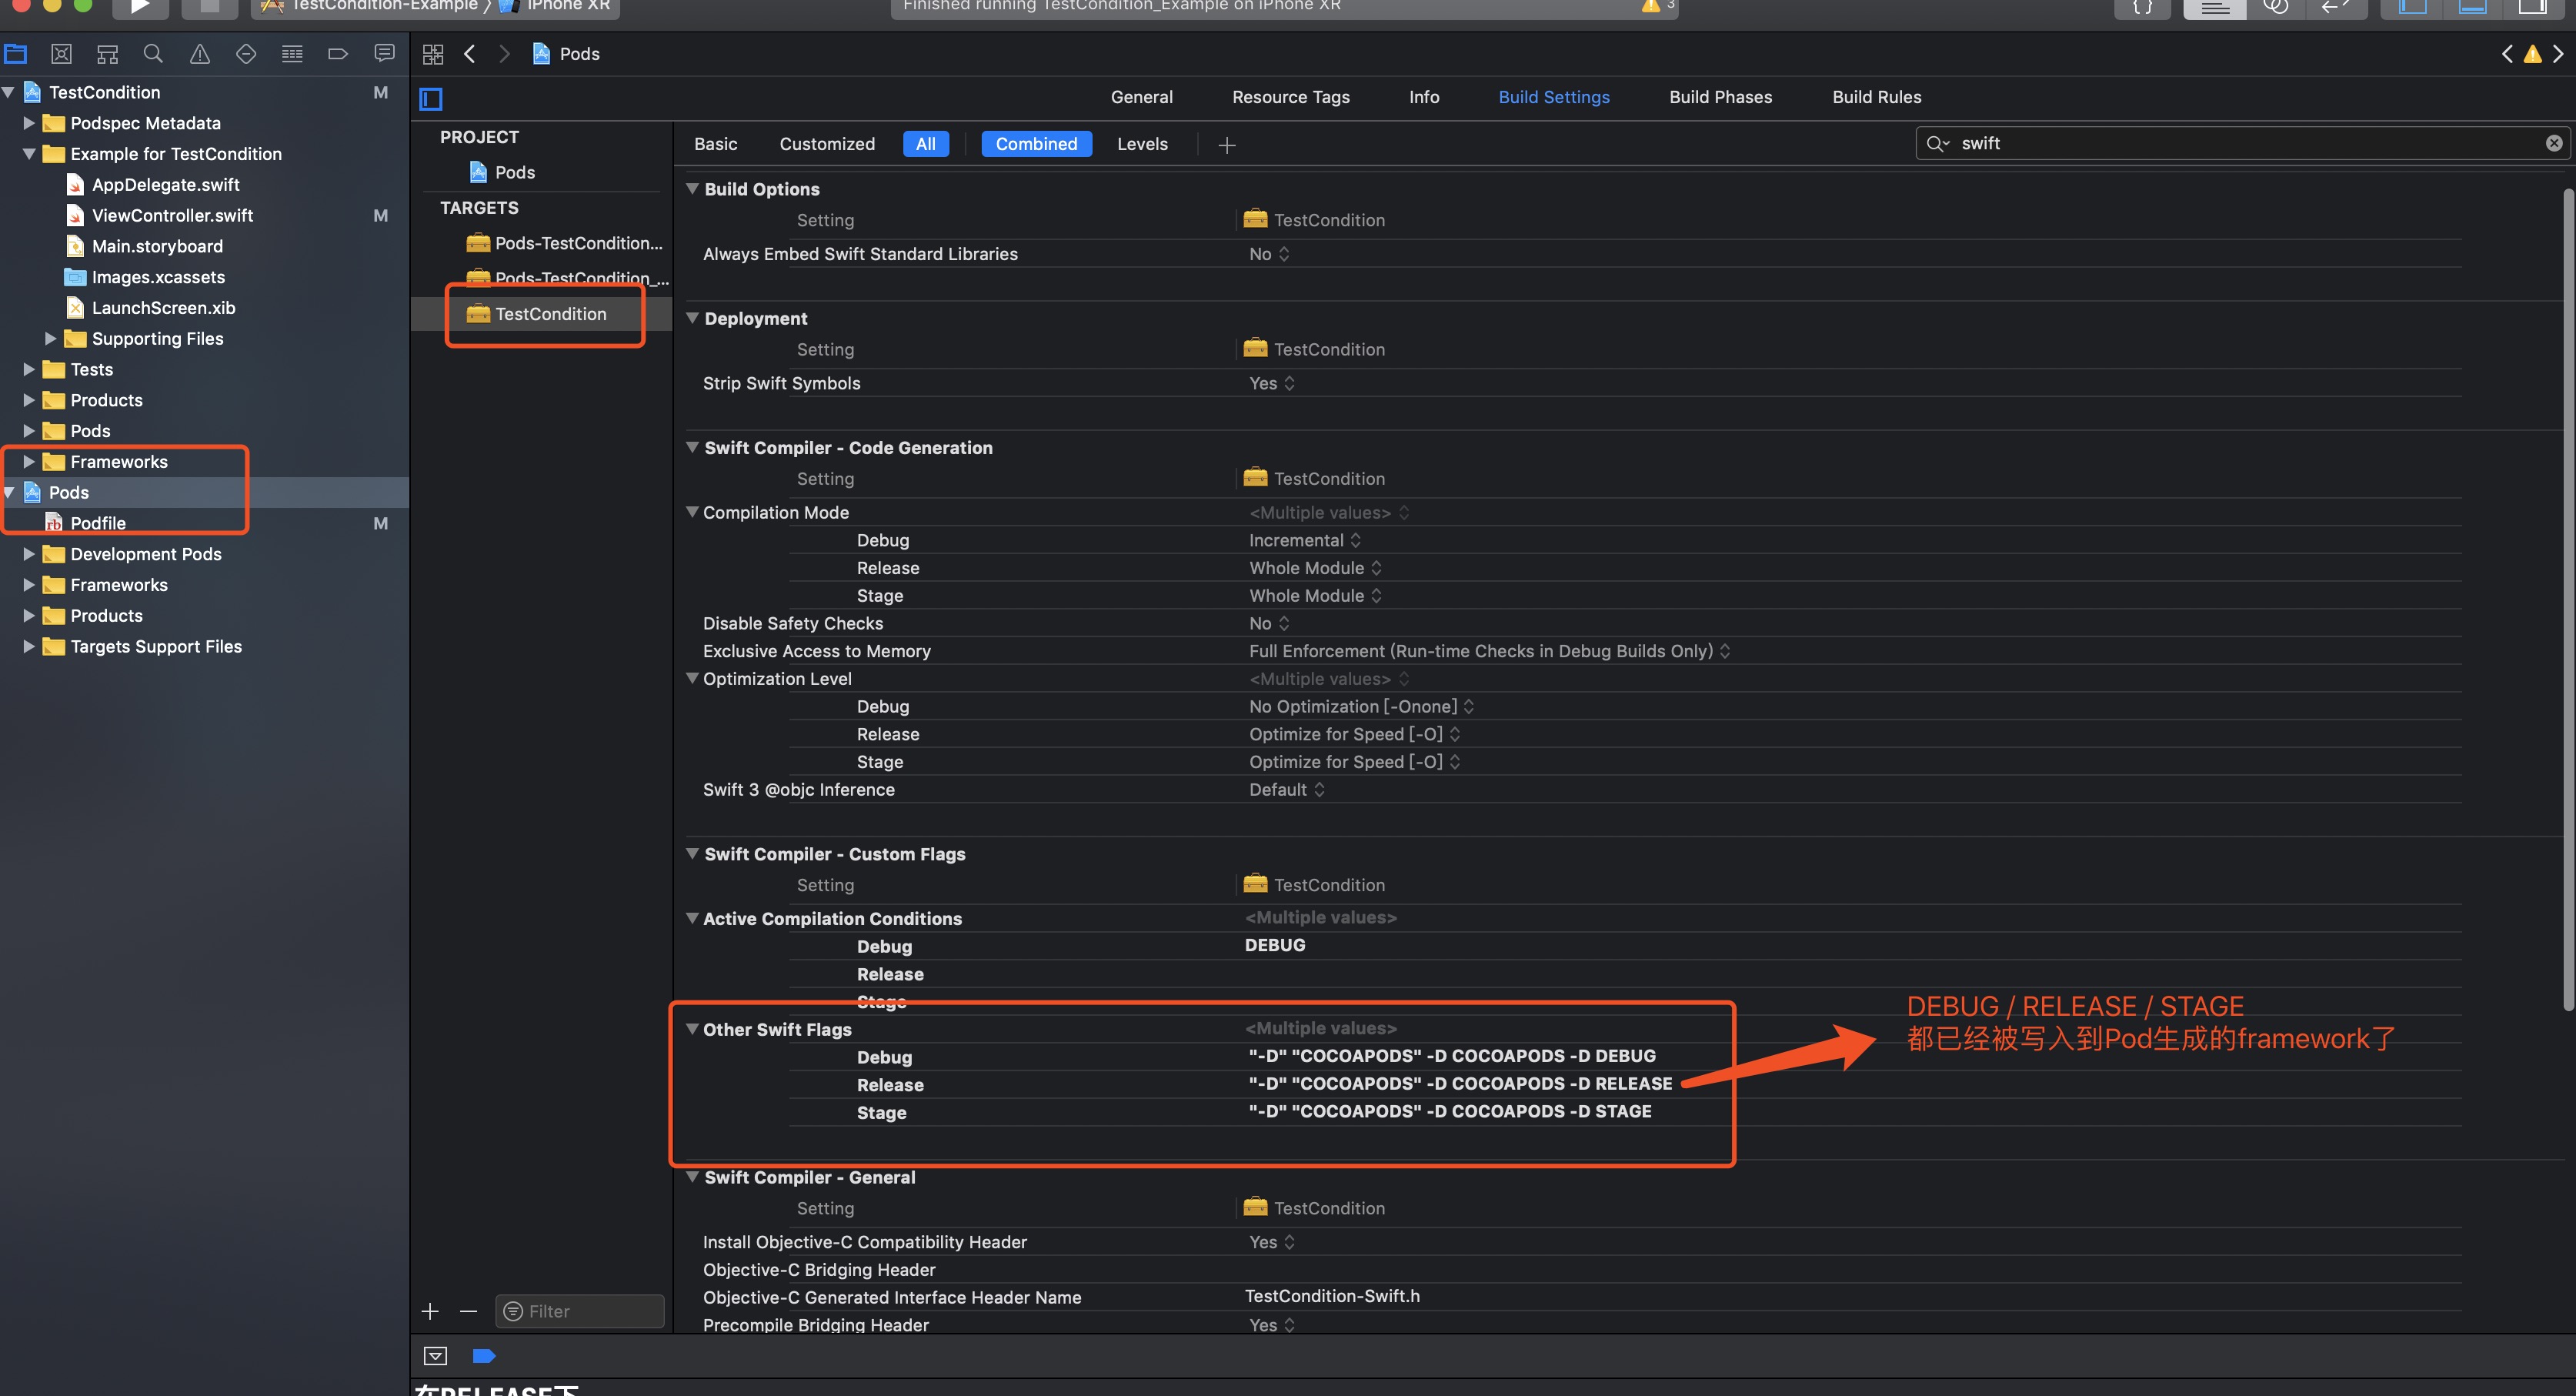 TestCondition-Example 〉 iPhone XR
Finished running TestCondition_Example on iPhone XR
3
{ }
Pods
TestCondition M
Podspec Metadata
Example for TestCondition
AppDelegate.swift
ViewController.swift M
Main.storyboard
Images.xcassets
LaunchScreen.xib
Supporting Files
Tests
Products
Pods
Frameworks
Pods
Podfile M
Development Pods
Frameworks
Products
Targets Support Files
General Resource Tags Info Build Settings Build Phases Build Rules
PROJECT
Pods
TARGETS
Pods-TestCondition...
Pods-TestCondition_...
TestCondition
Filter
Basic Customized All Combined Levels
swift
Build Options
Setting TestCondition
Always Embed Swift Standard Libraries No
Deployment
Setting TestCondition
Strip Swift Symbols Yes
Swift Compiler - Code Generation
Setting TestCondition
Compilation Mode <Multiple values>
Debug Incremental
Release Whole Module
Stage Whole Module
Disable Safety Checks No
Exclusive Access to Memory Full Enforcement (Run-time Checks in Debug Builds Only)
Optimization Level <Multiple values>
Debug No Optimization [-Onone]
Release Optimize for Speed [-O]
Stage Optimize for Speed [-O]
Swift 3 @objc Inference Default
Swift Compiler - Custom Flags
Setting TestCondition
Active Compilation Conditions <Multiple values>
Debug DEBUG
Release
Stage
Other Swift Flags <Multiple values>
Debug "-D" "COCOAPODS" -D COCOAPODS -D DEBUG
Release "-D" "COCOAPODS" -D COCOAPODS -D RELEASE
Stage "-D" "COCOAPODS" -D COCOAPODS -D STAGE
DEBUG / RELEASE / STAGE
都已经被写入到Pod生成的framework了
Swift Compiler - General
Setting TestCondition
Install Objective-C Compatibility Header Yes
Objective-C Bridging Header
Objective-C Generated Interface Header Name TestCondition-Swift.h
Precompile Bridging Header Yes
在RELEASE下